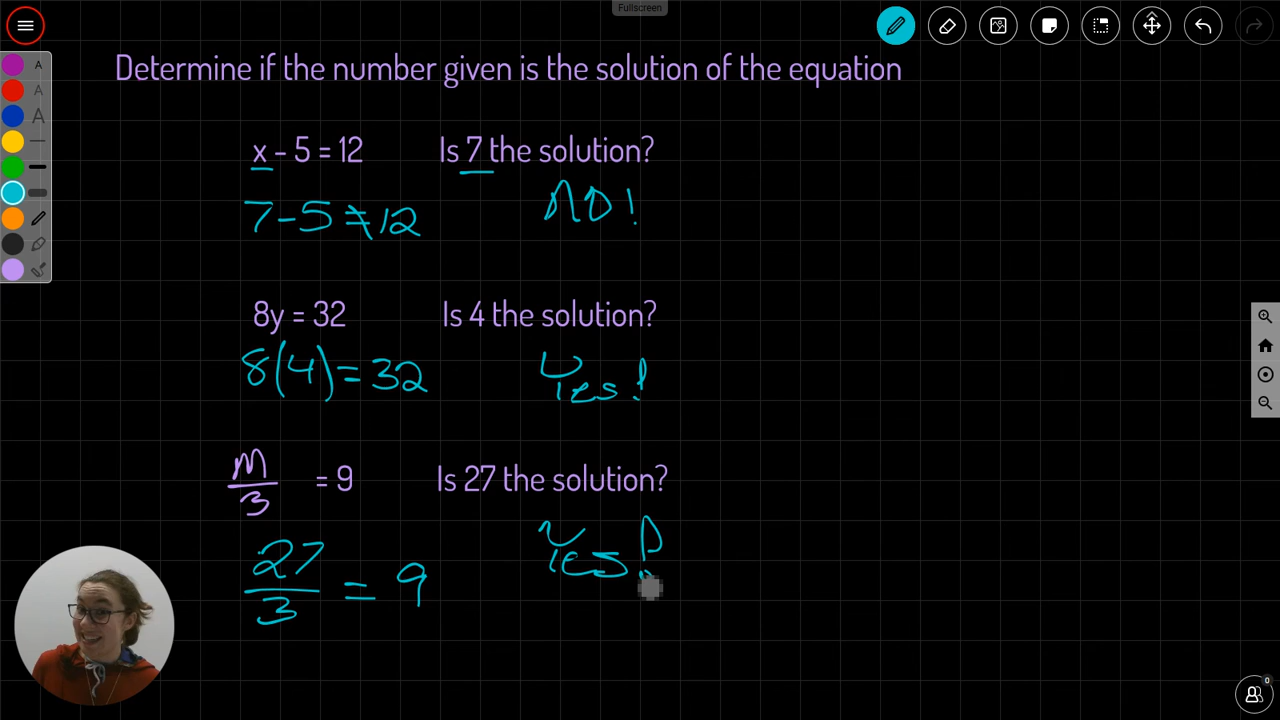 Fullscreen
A
A
A
Determine if the number given is the solution of the equation
x - 5 = 12 Is 7 the solution?
7-5 ≠ 12 NO!
8y = 32 Is 4 the solution?
8(4) = 32 Yes!
m/3 = 9 Is 27 the solution?
27/3 = 9 Yes!
0